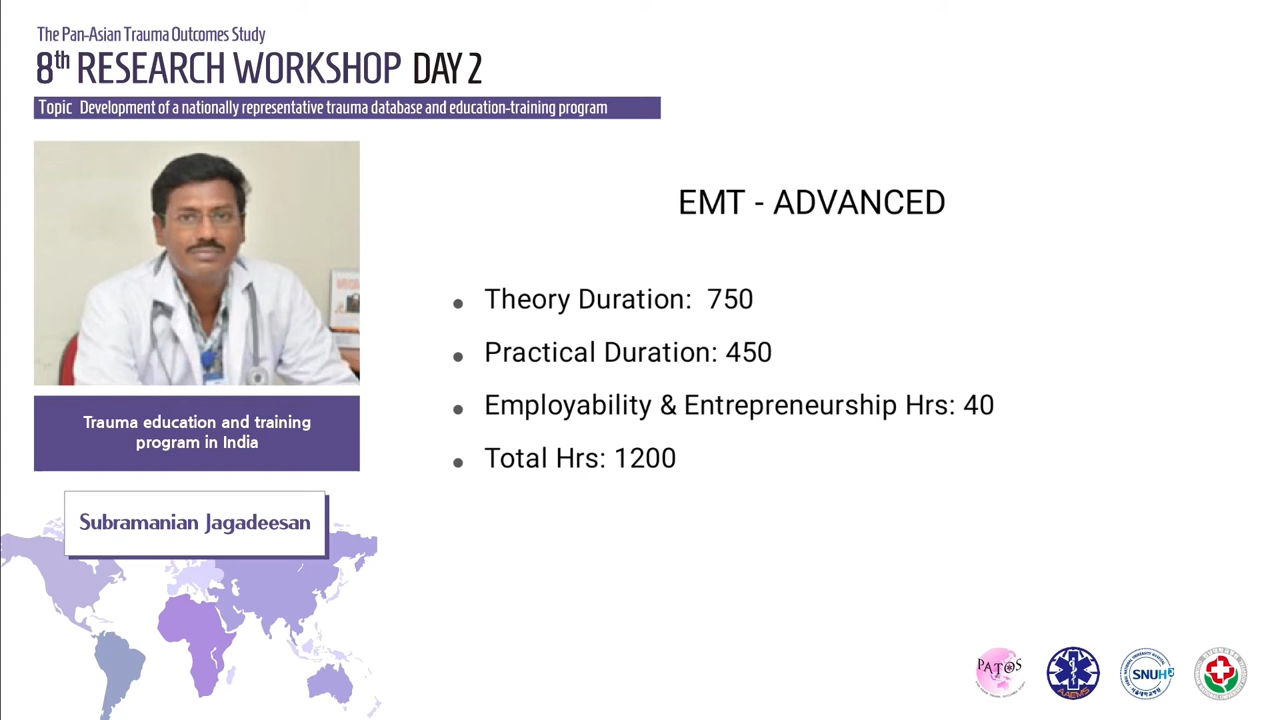 The Pan-Asian Trauma Outcomes Study
8th RESEARCH WORKSHOP DAY 2
Topic Development of a nationally representative trauma database and education-training program
EMT - ADVANCED
• Theory Duration: 750
• Practical Duration: 450
• Employability & Entrepreneurship Hrs: 40
• Total Hrs: 1200
Trauma education and training
program in India
Subramanian Jagadeesan
PATOS
AAEMS
SNUH